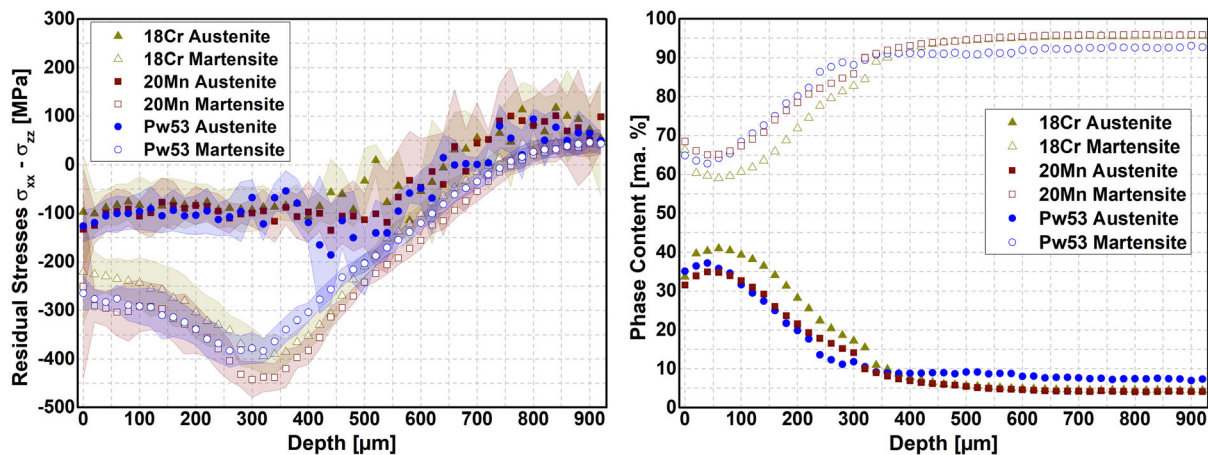 Residual Stresses σxx - σzz [MPa]
300
200
100
0
-100
-200
-300
-400
-500
18Cr Austenite
18Cr Martensite
20Mn Austenite
20Mn Martensite
Pw53 Austenite
Pw53 Martensite
0 100 200 300 400 500 600 700 800 900
Depth [µm]
Phase Content [ma. %]
100
90
80
70
60
50
40
30
20
10
0
18Cr Austenite
18Cr Martensite
20Mn Austenite
20Mn Martensite
Pw53 Austenite
Pw53 Martensite
0 100 200 300 400 500 600 700 800 900
Depth [µm]